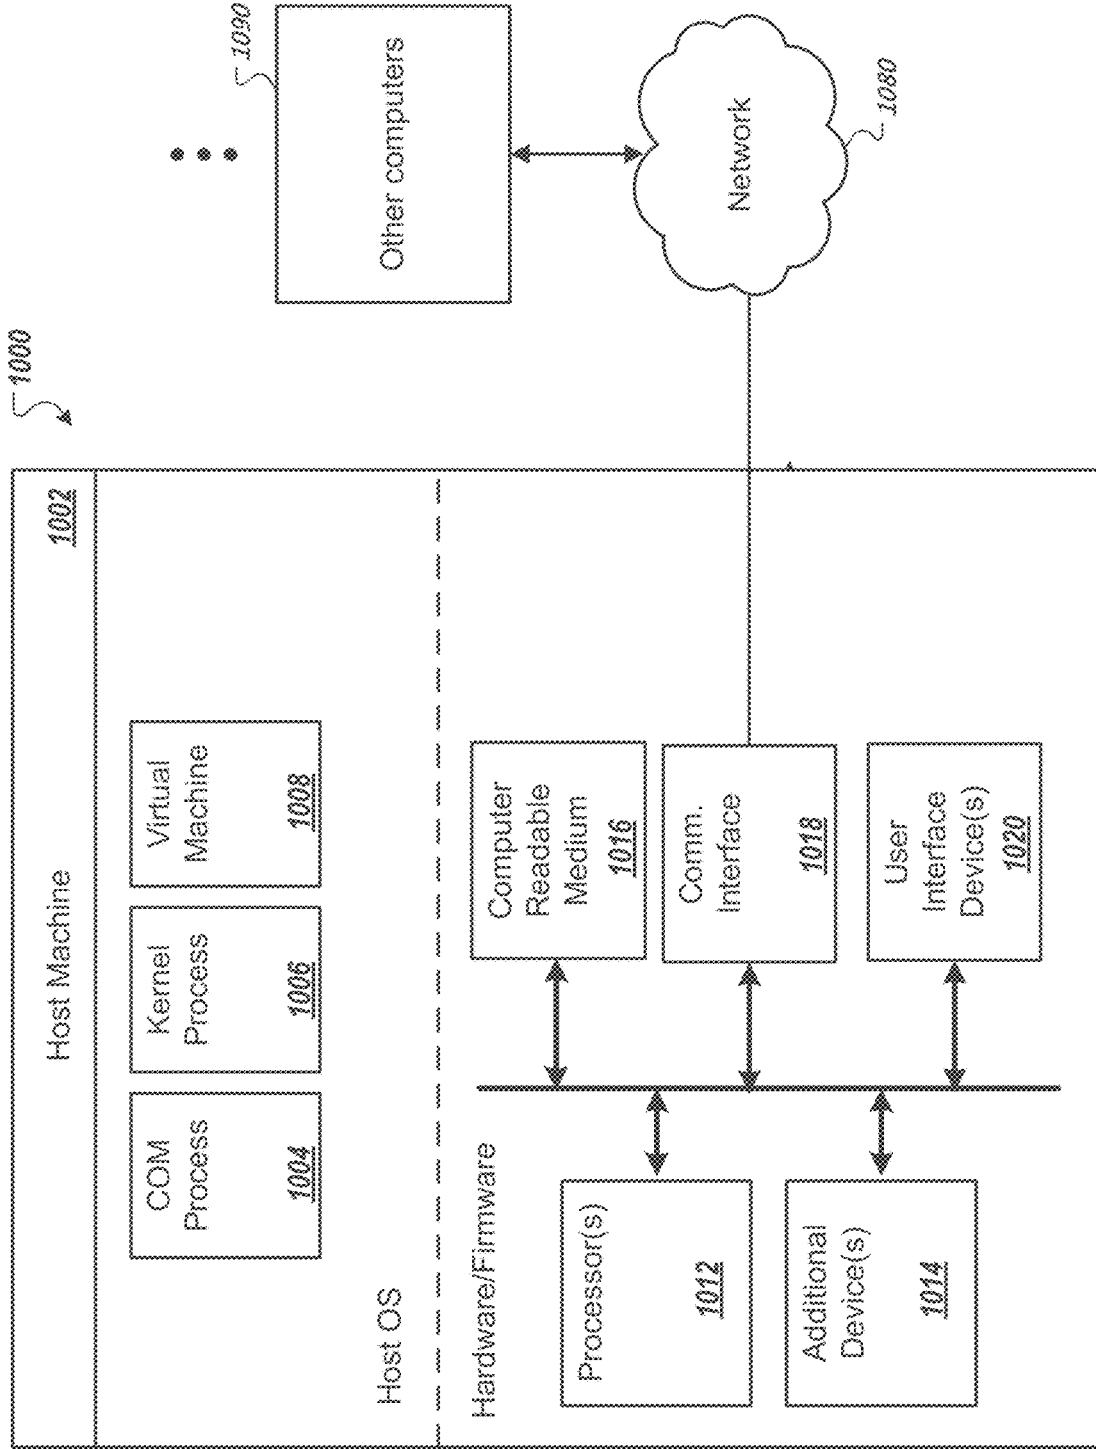 1000
Host Machine
1002
COM
Process
1004
Kernel
Process
1006
Virtual
Machine
1008
Host OS
Hardware/Firmware
Processor(s)
1012
Additional
Device(s)
1014
Computer
Readable
Medium
1016
Comm.
Interface
1018
User
Interface
Device(s)
1020
1090
Other computers
Network
1080